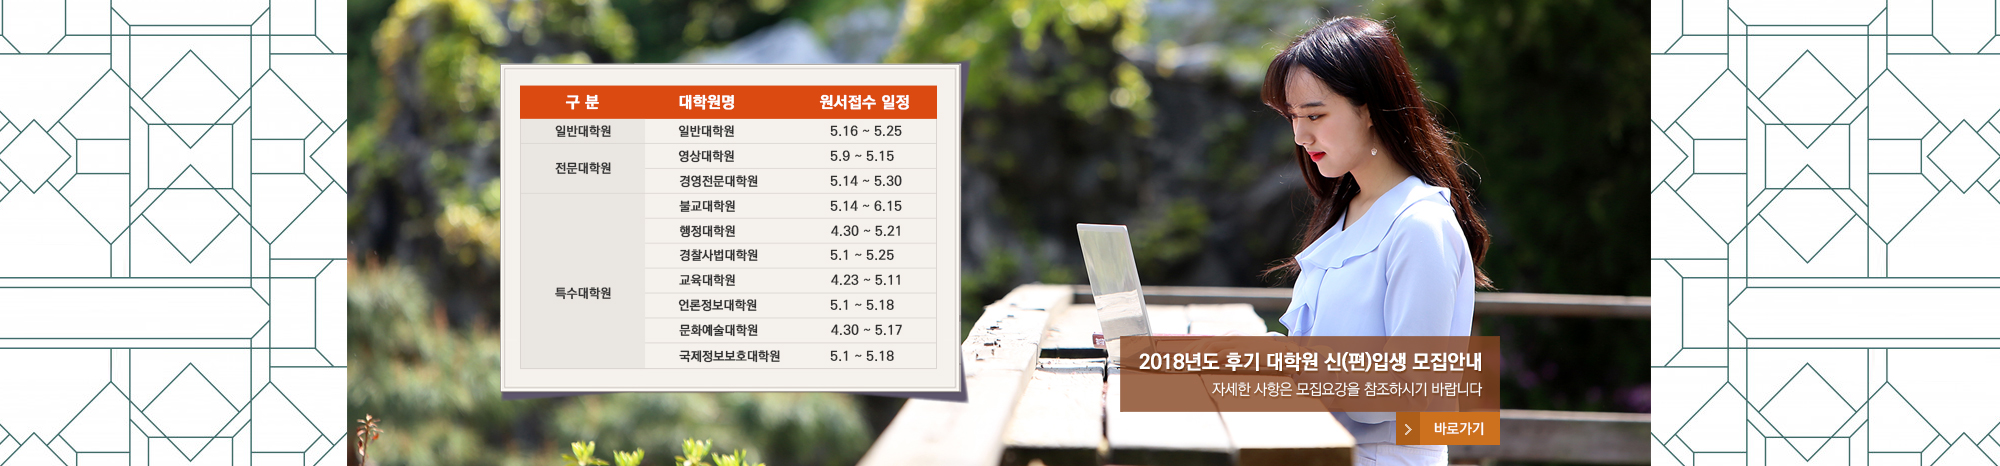 구 분 대학원명 원서접수 일정
일반대학원 일반대학원 5.16 ~ 5.25
전문대학원 영상대학원 5.9 ~ 5.15
경영전문대학원 5.14 ~ 5.30
특수대학원 불교대학원 5.14 ~ 6.15
행정대학원 4.30 ~ 5.21
경찰사법대학원 5.1 ~ 5.25
교육대학원 4.23 ~ 5.11
언론정보대학원 5.1 ~ 5.18
문화예술대학원 4.30 ~ 5.17
국제정보보호대학원 5.1 ~ 5.18
2018년도 후기 대학원 신(편)입생 모집안내
자세한 사항은 모집요강을 참조하시기 바랍니다
바로가기